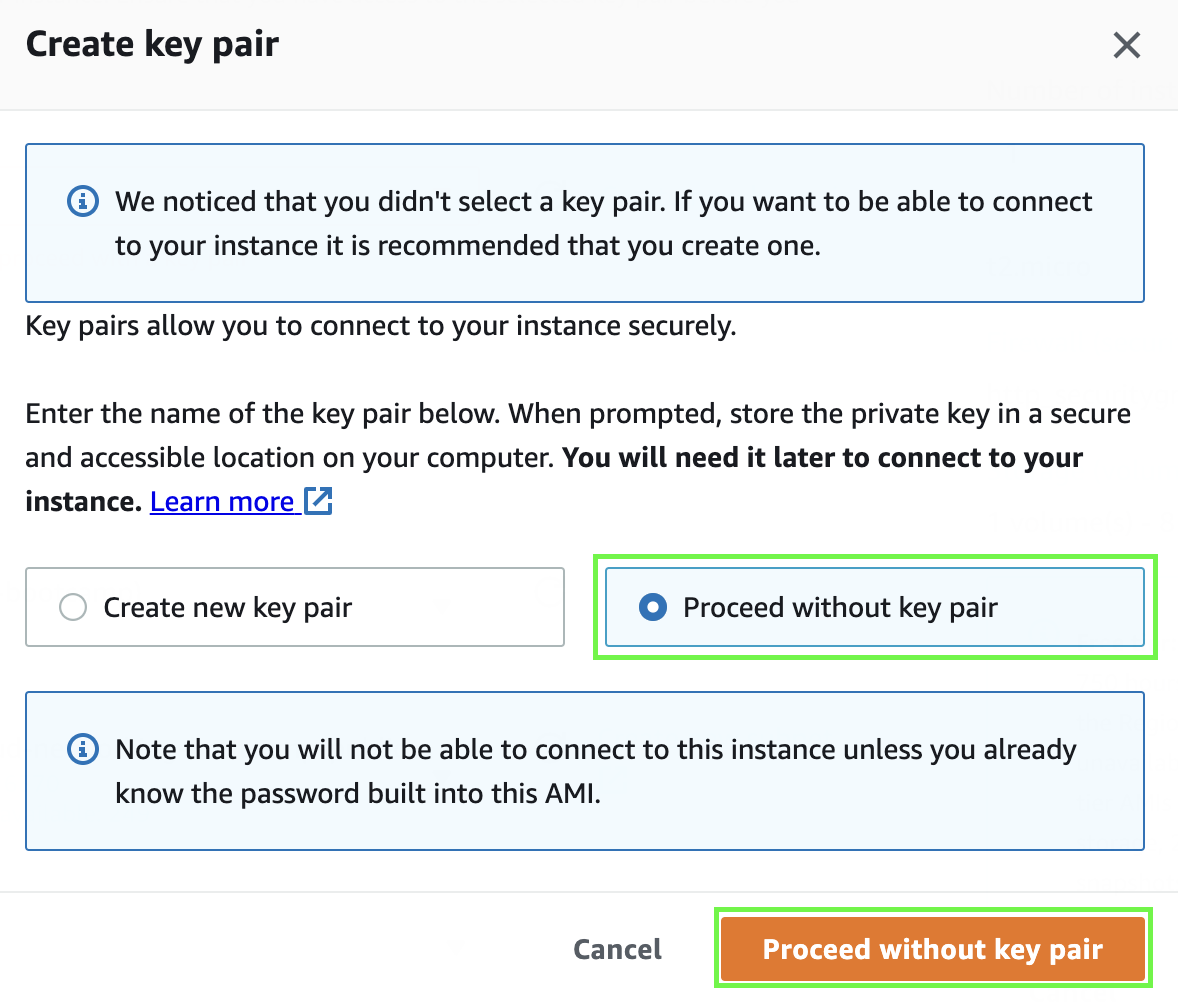 Create key pair
We noticed that you didn't select a key pair. If you want to be able to connect
to your instance it is recommended that you create one.
Key pairs allow you to connect to your instance securely.
Enter the name of the key pair below. When prompted, store the private key in a secure
and accessible location on your computer. You will need it later to connect to your
instance. Learn more
Create new key pair
Proceed without key pair
Note that you will not be able to connect to this instance unless you already
know the password built into this AMI.
Cancel
Proceed without key pair